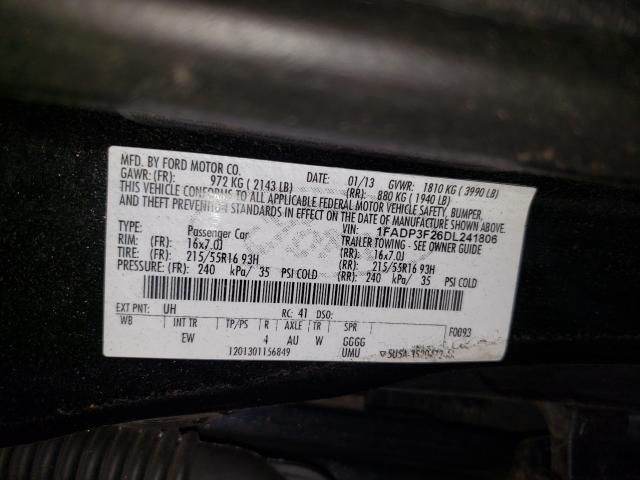 MFD. BY FORD MOTOR CO.
DATE: 01/13 GVWR: 1810 KG (3990 LB)
GAWR: (FR): 972 KG (2143 LB) (RR): 880 KG (1940 LB)
THIS VEHICLE CONFORMS TO ALL APPLICABLE FEDERAL MOTOR VEHICLE SAFETY, BUMPER,
AND THEFT PREVENTION STANDARDS IN EFFECT ON THE DATE OF MANUFACTURE SHOWN ABOVE.
VIN: 1FADP3F26DL241806
TYPE: Passenger Car TRAILER TOWING - SEE OWNER GUIDE
RIM: (FR) 16x7.0J (RR): 16x7.0J
TIRE: (FR) 215/55R16 93H (RR): 215/55R16 93H
PRESSURE: (FR) 240 kPa/ 35 PSI COLD (RR): 240 kPa/ 35 PSI COLD
EXT PNT: UH RC: 41 DSO: F0093
WB INT TR TP/PS R AXLE TR SPR
EW 4 AU W GGGG
1201301156849 UMU